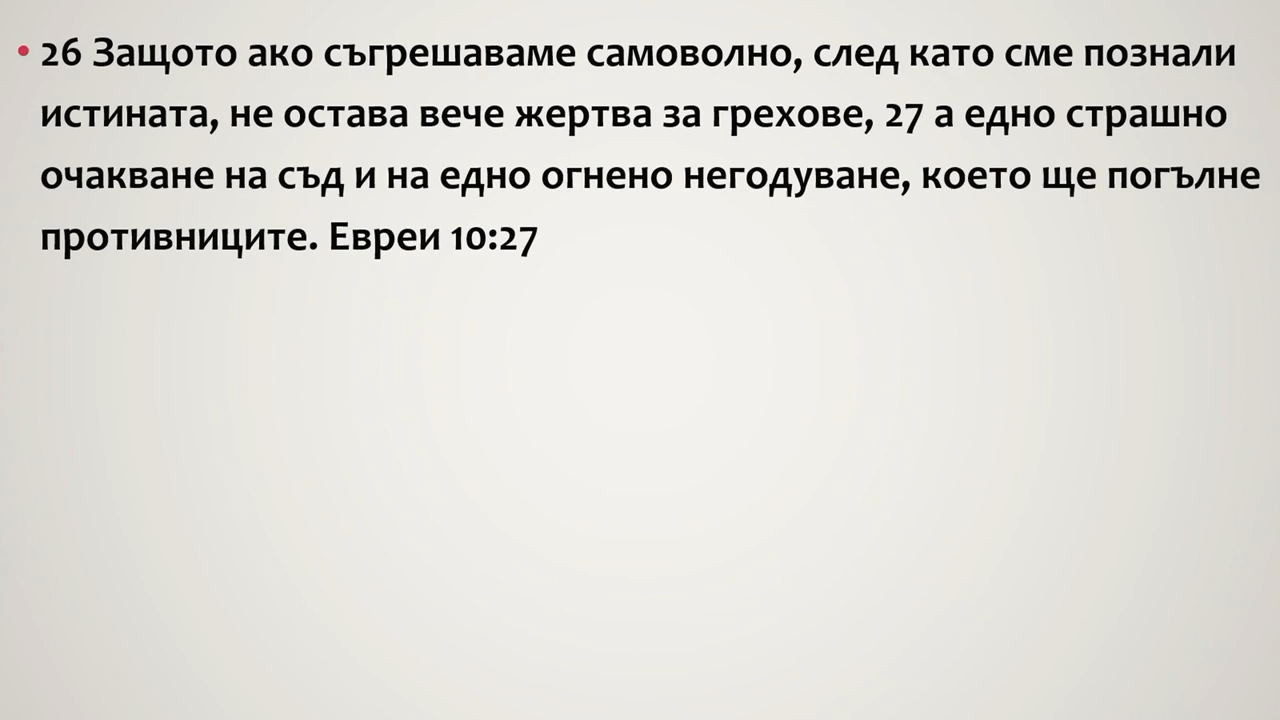 • 26 Защото ако съгрешаваме самоволно, след като сме познали
истината, не остава вече жертва за грехове, 27 а едно страшно
очакване на съд и на едно огнено негодуване, което ще погълне
противниците. Евреи 10:27